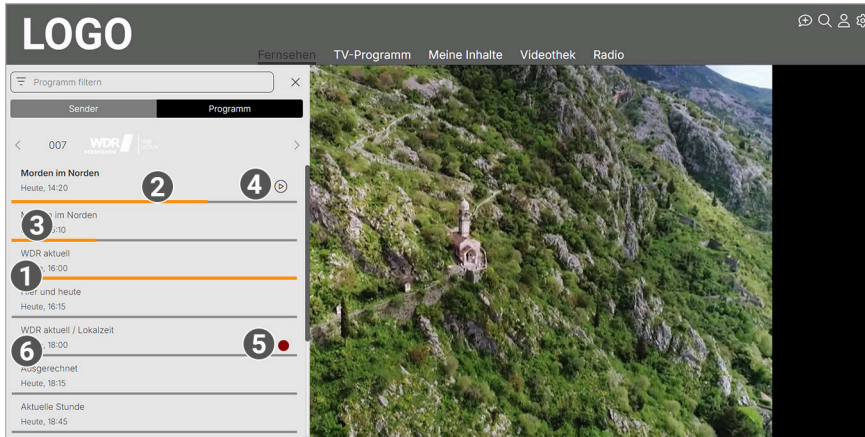 LOGO
Fernsehen TV-Programm Meine Inhalte Videothek Radio
Programm filtern
Sender Programm
007 WDR
Morden im Norden
Heute, 14:20
2
4
im Norden
3
WDR aktuell
16:00
1
Hier und heute
Heute, 16:15
WDR aktuell / Lokalzeit
18:00
5
6
Ausgerechnet
Heute, 18:15
Aktuelle Stunde
Heute, 18:45